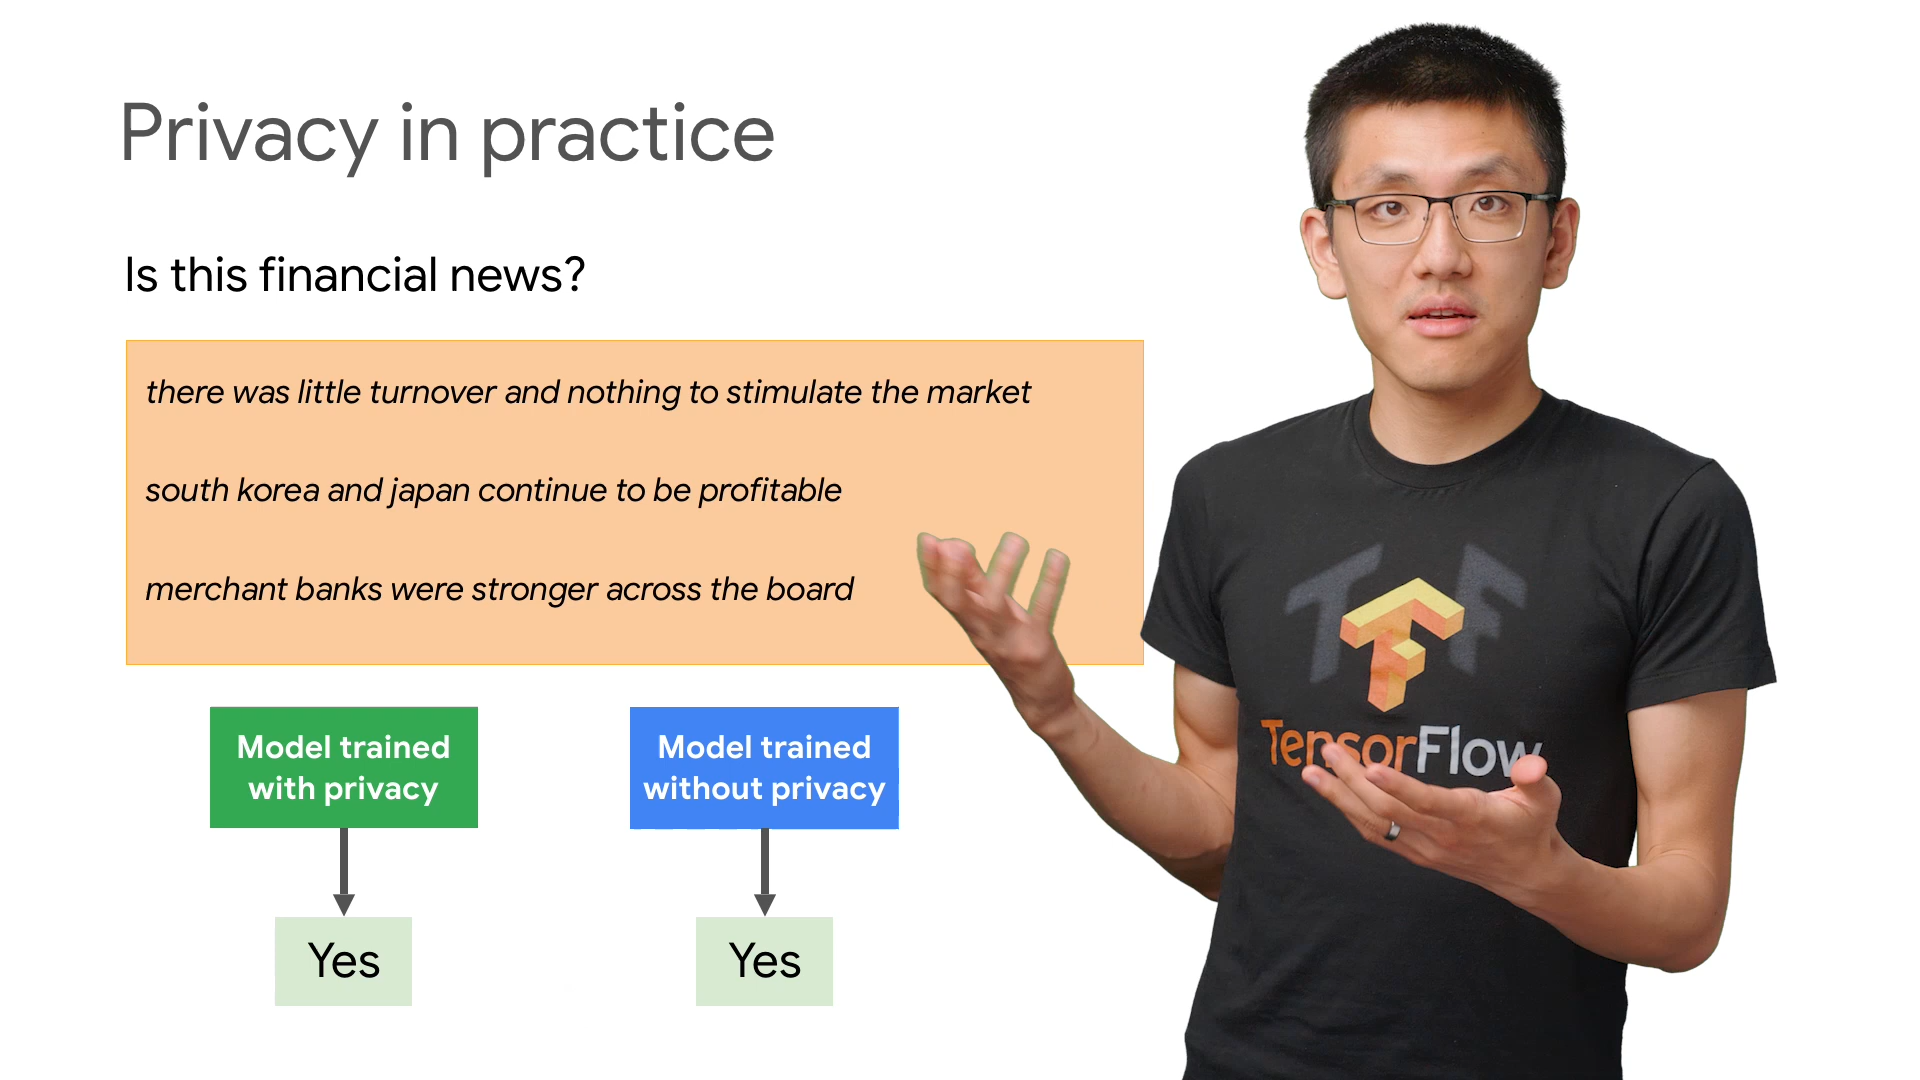 Privacy in practice
Is this financial news?
there was little turnover and nothing to stimulate the market
south korea and japan continue to be profitable
merchant banks were stronger across the board
Model trained
with privacy
Model trained
without privacy
Yes
Yes
TF
TensorFlow